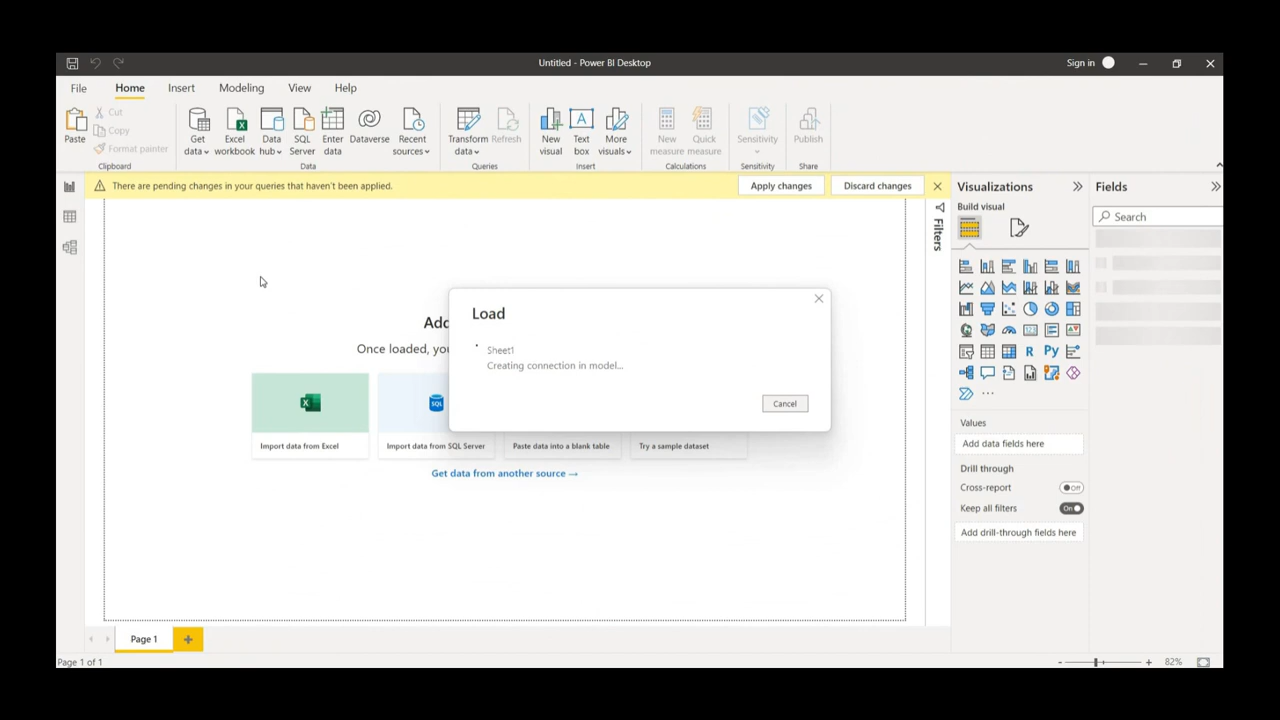 Untitled - Power BI Desktop
Sign in
File
Home
Insert
Modeling
View
Help
Paste
Cut
Copy
Format painter
Clipboard
Get data
Excel workbook
Data hub
SQL Server
Enter data
Dataverse
Recent sources
Data
Transform data
Refresh
Queries
New visual
Text box
More visuals
Insert
New measure
Quick measure
Calculations
Sensitivity
Sensitivity
Publish
Share
There are pending changes in your queries that haven't been applied.
Apply changes
Discard changes
Filters
Visualizations
Build visual
Fields
Search
Add
Once loaded, you
Load
Sheet1
Creating connection in model...
Cancel
SQL
Import data from Excel
Import data from SQL Server
Paste data into a blank table
Try a sample dataset
Get data from another source →
R
Py
Values
Add data fields here
Drill through
Cross-report
Off
Keep all filters
On
Add drill-through fields here
Page 1
Page 1 of 1
82%